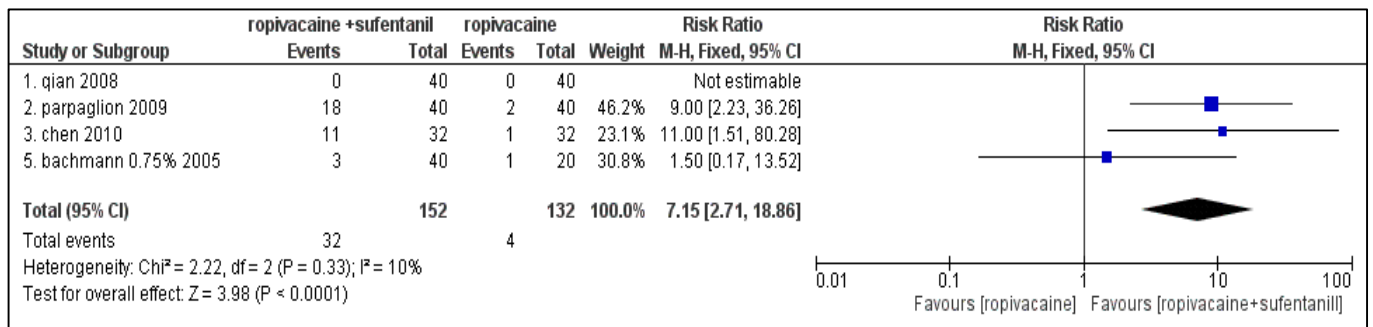 ropivacaine +sufentanil ropivacaine Risk Ratio Risk Ratio
Study or Subgroup Events Total Events Total Weight M-H, Fixed, 95% CI M-H, Fixed, 95% CI
1. qian 2008 0 40 0 40 Not estimable
2. parpaglion 2009 18 40 2 40 46.2% 9.00 [2.23, 36.26]
3. chen 2010 11 32 1 32 23.1% 11.00 [1.51, 80.28]
5. bachmann 0.75% 2005 3 40 1 20 30.8% 1.50 [0.17, 13.52]
Total (95% CI) 152 132 100.0% 7.15 [2.71, 18.86]
Total events 32 4
Heterogeneity: Chi² = 2.22, df = 2 (P = 0.33); I² = 10%
Test for overall effect: Z = 3.98 (P < 0.0001)
0.01 0.1 1 10 100
Favours [ropivacaine] Favours [ropivacaine+sufentanill]